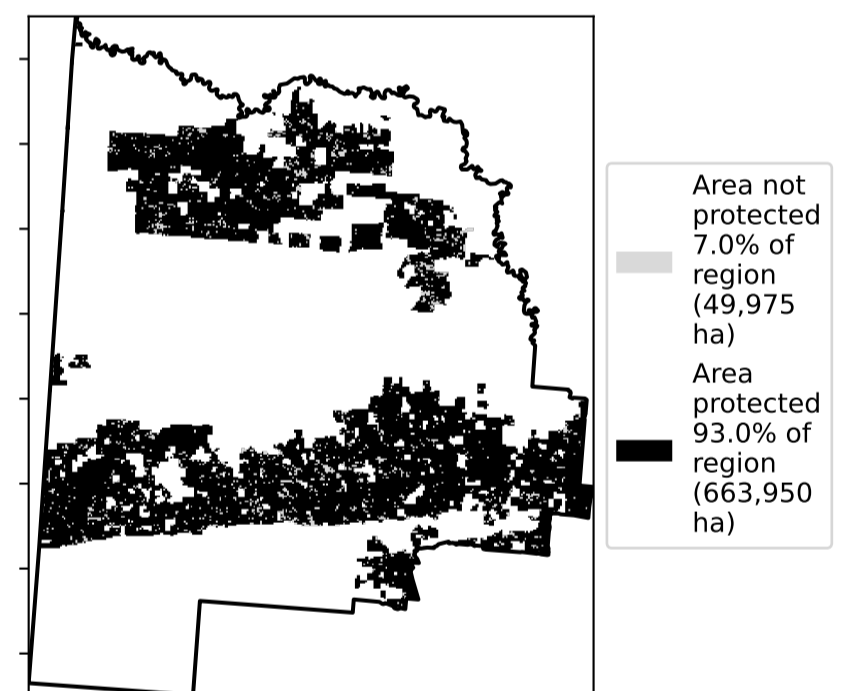 Area not
protected
7.0% of
region
(49,975
ha)
Area
protected
93.0% of
region
(663,950
ha)